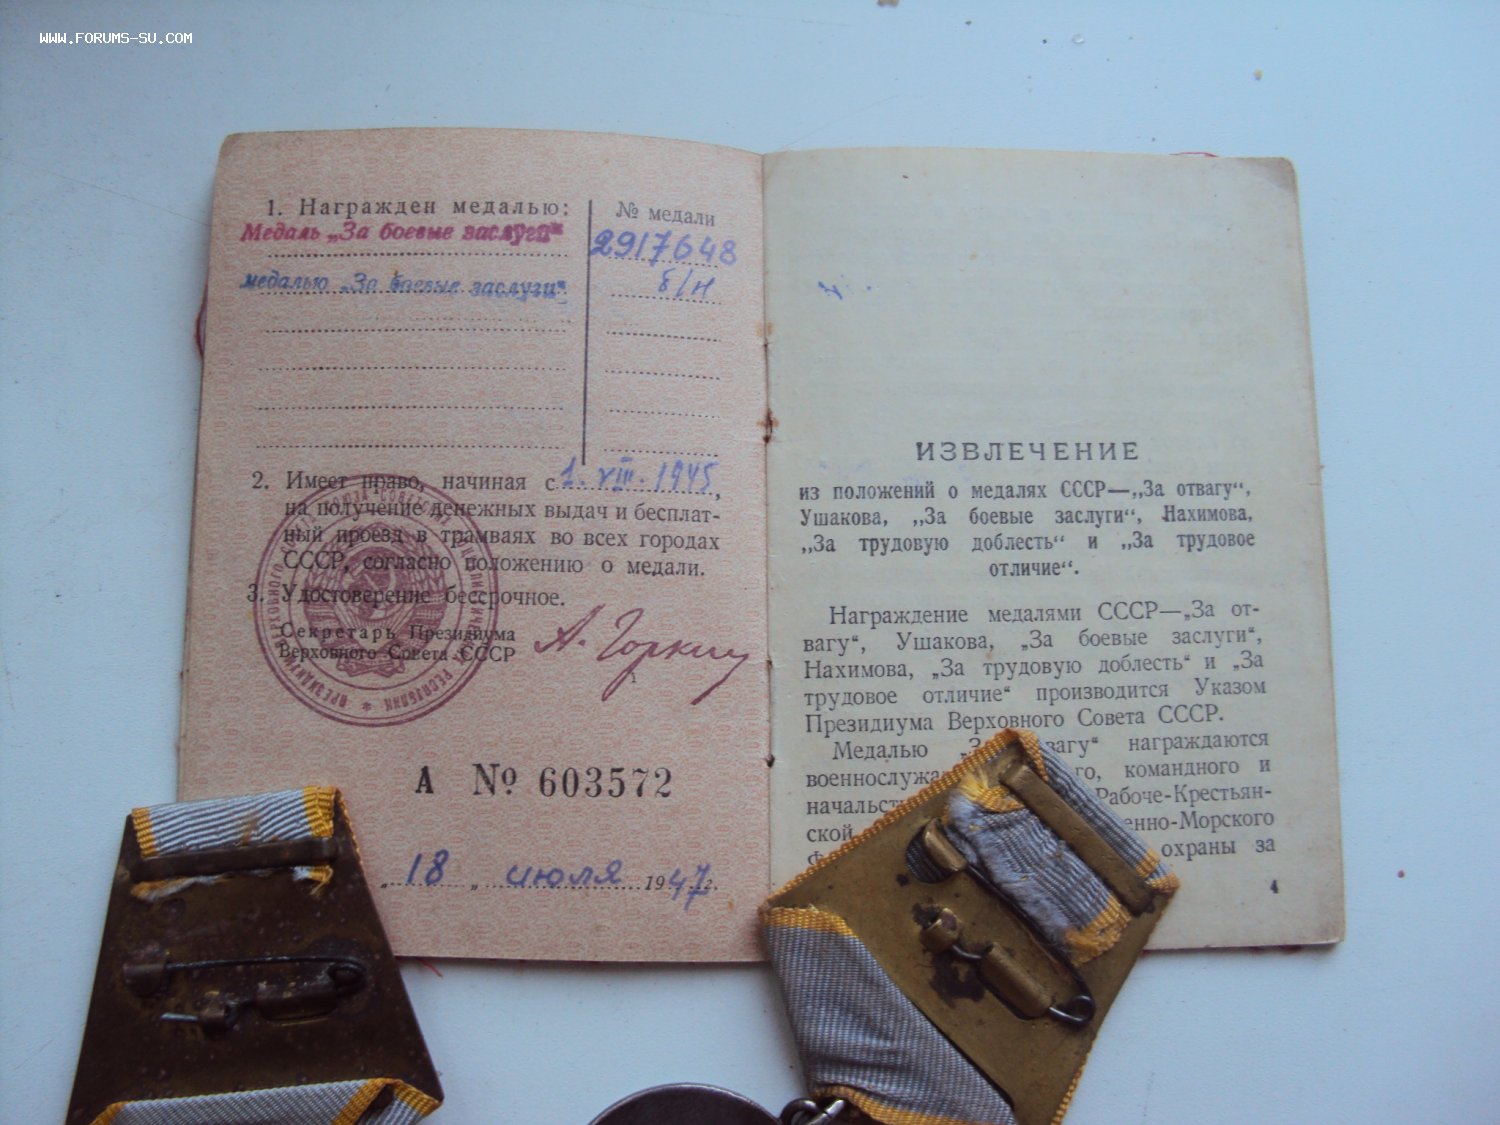 WWW.FORUMS-SU.COM
1. Награжден медалью:
№ медали
Медаль „За боевые заслуги“
2917648
медалью „За боевые заслуги“
б/н
2. Имеет право, начиная с 1. VIII. 1945,
на получение денежных выдач и бесплат-
ный проезд в трамваях во всех городах
СССР, согласно положению о медали.
3. Удостоверение бессрочное.
Секретарь Президиума
Верховного Совета СССР
А. Горкин
1
А № 603572
„ 18 „ июля 1947 г.
ИЗВЛЕЧЕНИЕ
из положений о медалях СССР—„За отвагу“,
Ушакова, „За боевые заслуги“, Нахимова,
„За трудовую доблесть“ и „За трудовое
отличие“.
Награждение медалями СССР—„За от-
вагу“, Ушакова, „За боевые заслуги“,
Нахимова, „За трудовую доблесть“ и „За
трудовое отличие“ производится Указом
Президиума Верховного Совета СССР.
Медалью „З вагу“ награждаются
военнослужа го, командного и
начальст Рабоче-Крестьян-
ской енно-Морского
Ф охраны за
4